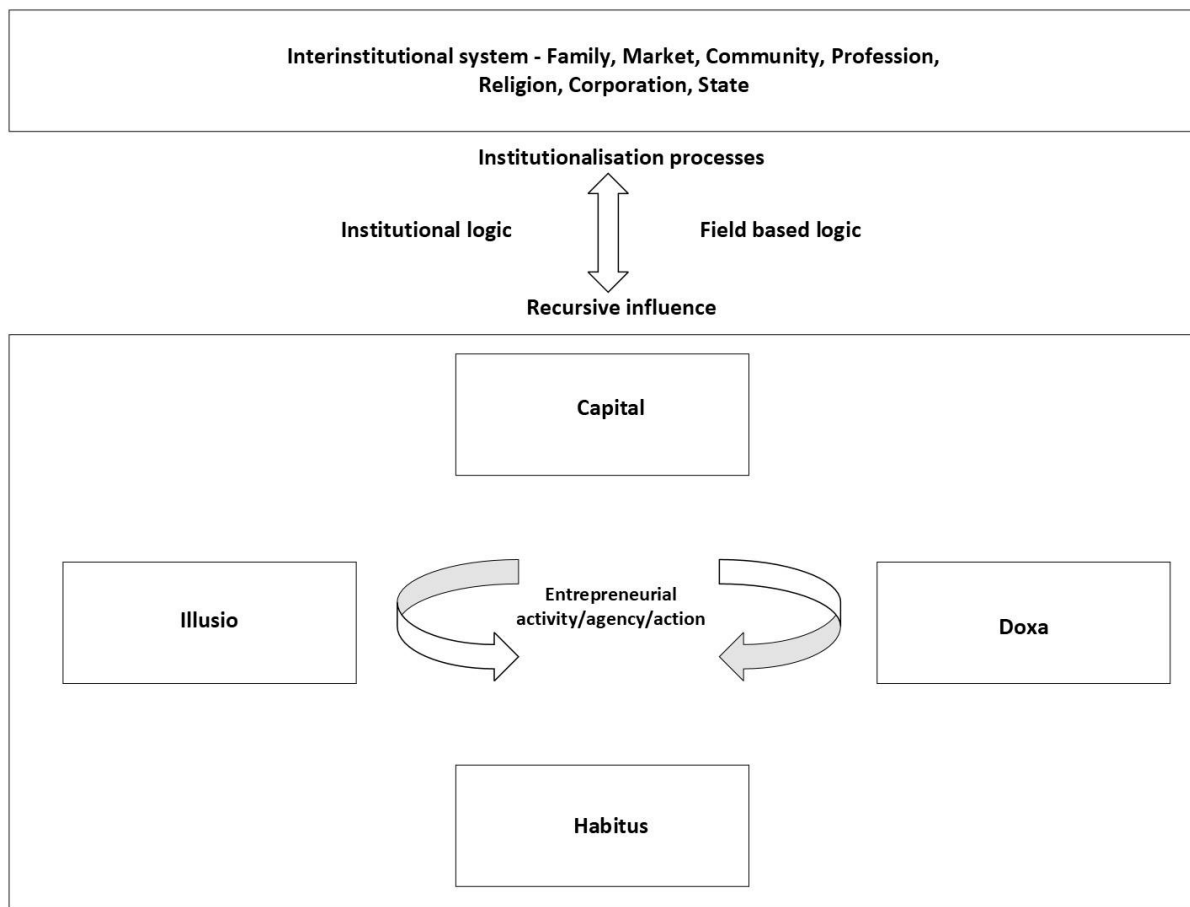 Interinstitutional system - Family, Market, Community, Profession,
Religion, Corporation, State
Institutionalisation processes
Institutional logic
Field based logic
Recursive influence
Capital
Illusio
Entrepreneurial
activity/agency/action
Doxa
Habitus